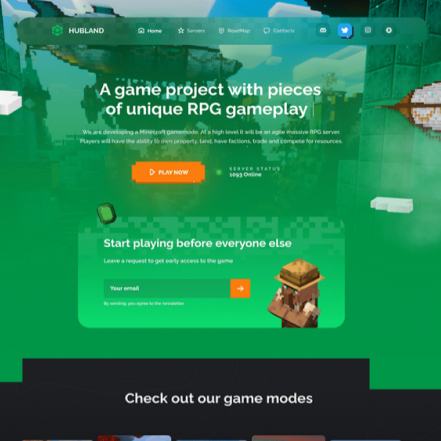 HUBLAND
Home
Servers
RoadMap
Contacts
A game project with pieces
of unique RPG gameplay
We are developing a Minecraft gamemode. At a high level it will be an agile massive RPG server.
Players will have the ability to own property, land, have factions, trade and compete for resources.
PLAY NOW
SERVER STATUS
1093 Online
Start playing before everyone else
Leave a request to get early access to the game
Your email
By sending, you agree to the newsletter
Check out our game modes